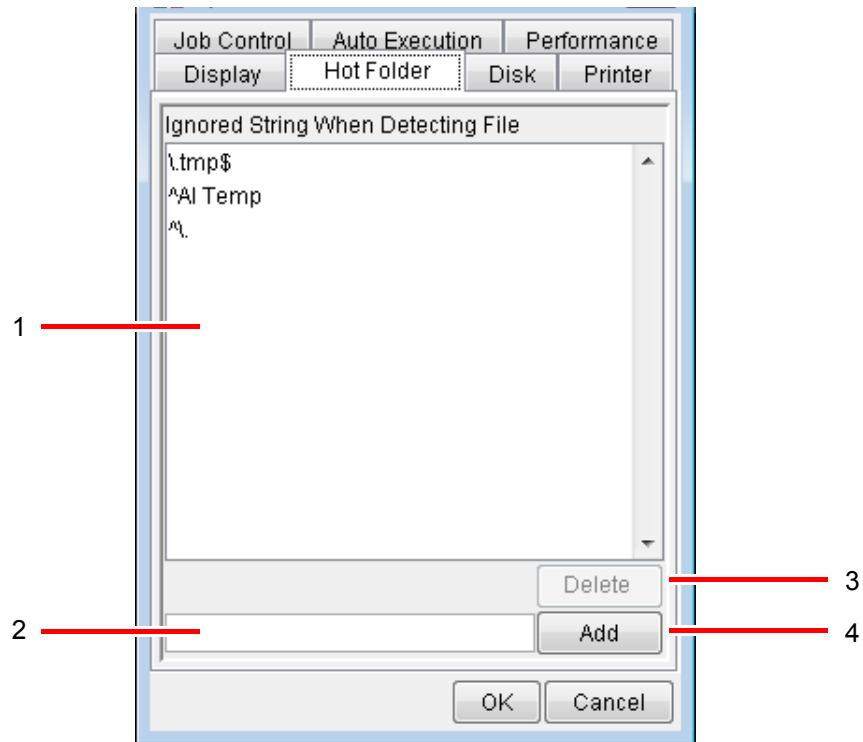 Job Control Auto Execution Performance
Display Hot Folder Disk Printer
Ignored String When Detecting File
\.tmp$
^AI Temp
^\.
1
Delete 3
2 Add 4
OK Cancel